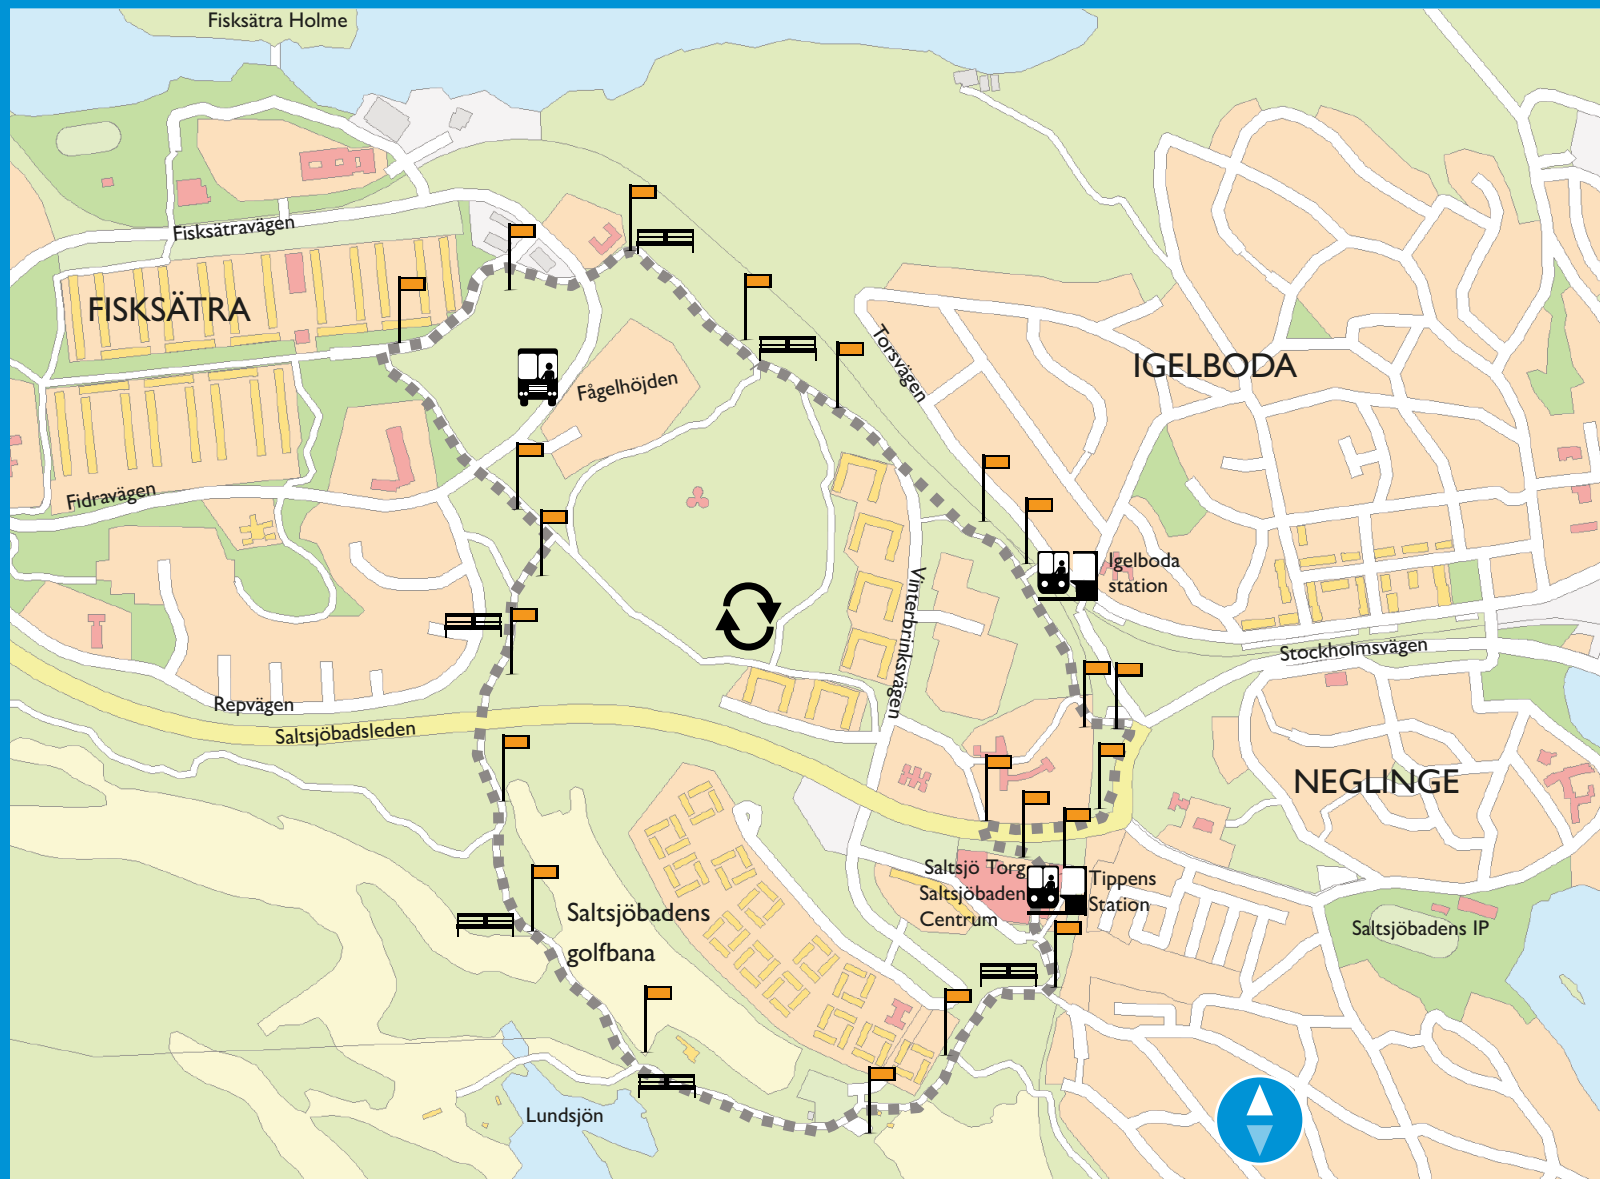 Fisksätra Holme
Fisksätravägen
FISKSÄTRA
Torsvägen
IGELBODA
Fågelhöjden
Fidravägen
Igelboda
station
Vinterbrinksvägen
Stockholmsvägen
Repvägen
Saltsjöbadsleden
NEGLINGE
Saltsjö Torg
Saltsjöbaden
Centrum
Tippens
Station
Saltsjöbadens
golfbana
Saltsjöbadens IP
Lundsjön